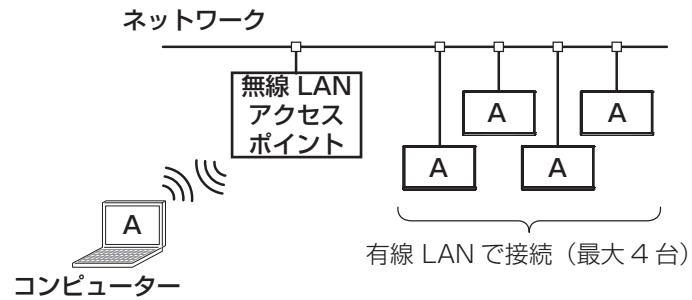 ネットワーク
無線 LAN
アクセス
ポイント
A
A
A
A
A
有線 LAN で接続（最大 4 台）
コンピューター